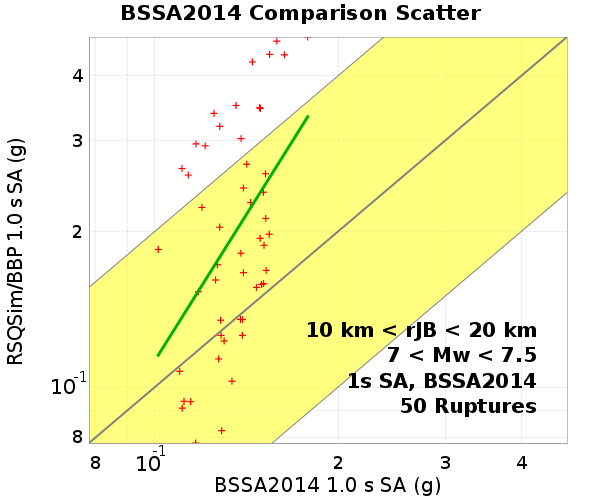 BSSA2014 Comparison Scatter
RSQSim/BBP 1.0 s SA (g)
4
3
2
10-1
8
10 km < rJB < 20 km
7 < Mw < 7.5
1s SA, BSSA2014
50 Ruptures
8 10-1 2 3 4
BSSA2014 1.0 s SA (g)